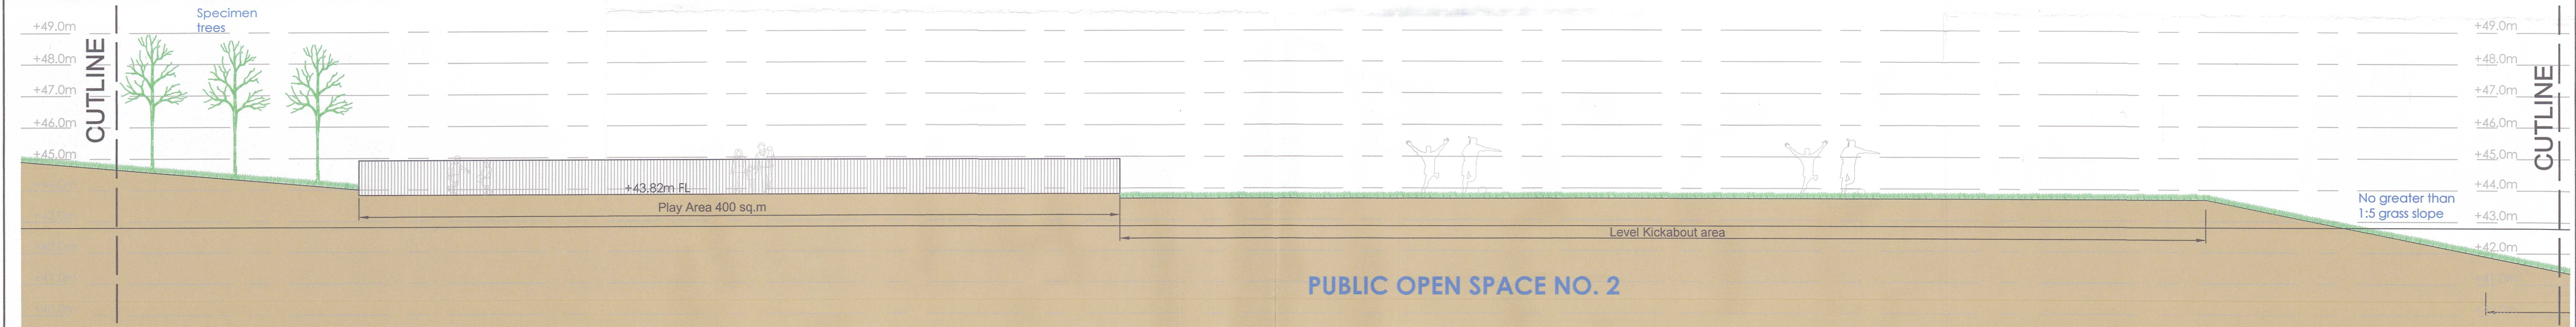 Specimen
trees
+49.0m
+48.0m
+47.0m
+46.0m
+45.0m
CUTLINE
+43.82m FL
Play Area 400 sq.m
Level Kickabout area
PUBLIC OPEN SPACE NO. 2
No greater than
1:5 grass slope
+49.0m
+48.0m
+47.0m
+46.0m
+45.0m
+44.0m
+43.0m
+42.0m
CUTLINE